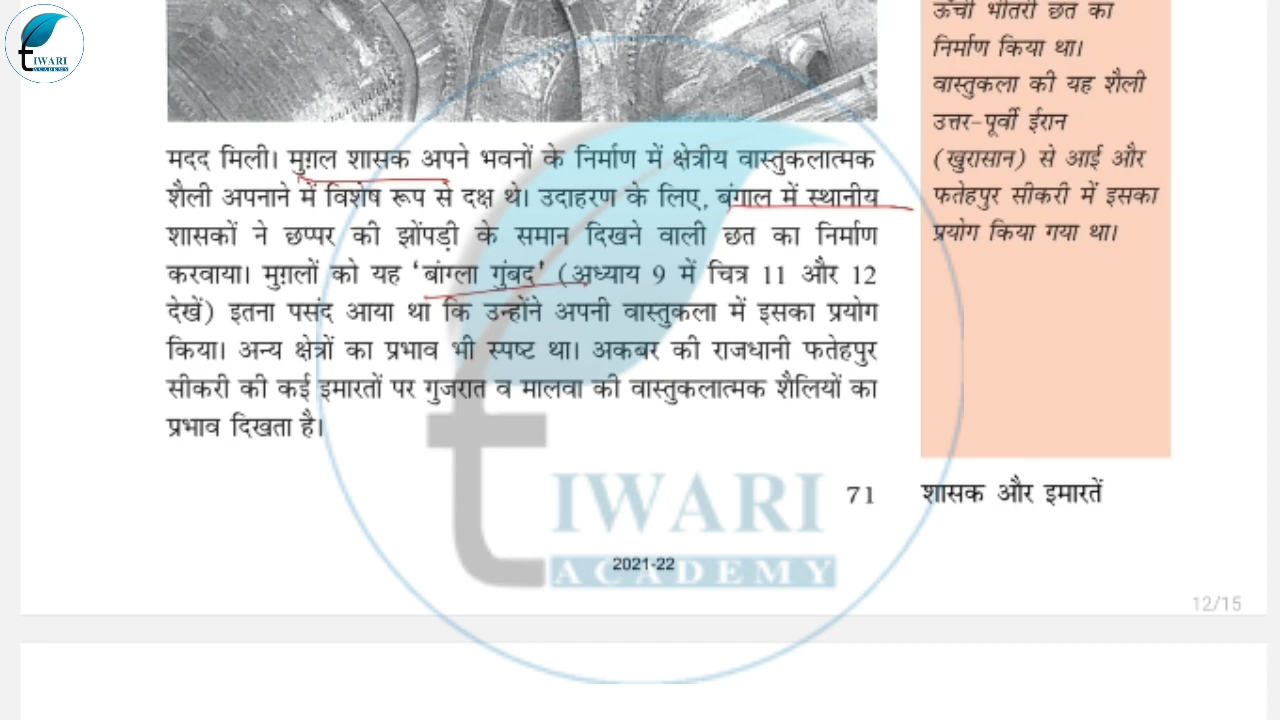 tIWARI
ACADEMY
ऊँची भीतरी छत का
निर्माण किया था।
वास्तुकला की यह शैली
उत्तर-पूर्वी ईरान
(खुरासान) से आई और
फतेहपुर सीकरी में इसका
प्रयोग किया गया था।
मदद मिली। मुग़ल शासक अपने भवनों के निर्माण में क्षेत्रीय वास्तुकलात्मक
शैली अपनाने में विशेष रूप से दक्ष थे। उदाहरण के लिए, बंगाल में स्थानीय
शासकों ने छप्पर की झोंपड़ी के समान दिखने वाली छत का निर्माण
करवाया। मुग़लों को यह ‘बांग्ला गुंबद’ (अध्याय 9 में चित्र 11 और 12
देखें) इतना पसंद आया था कि उन्होंने अपनी वास्तुकला में इसका प्रयोग
किया। अन्य क्षेत्रों का प्रभाव भी स्पष्ट था। अकबर की राजधानी फतेहपुर
सीकरी की कई इमारतों पर गुजरात व मालवा की वास्तुकलात्मक शैलियों का
प्रभाव दिखता है।
71 शासक और इमारतें
tIWARI
ACADEMY
2021-22
12/15